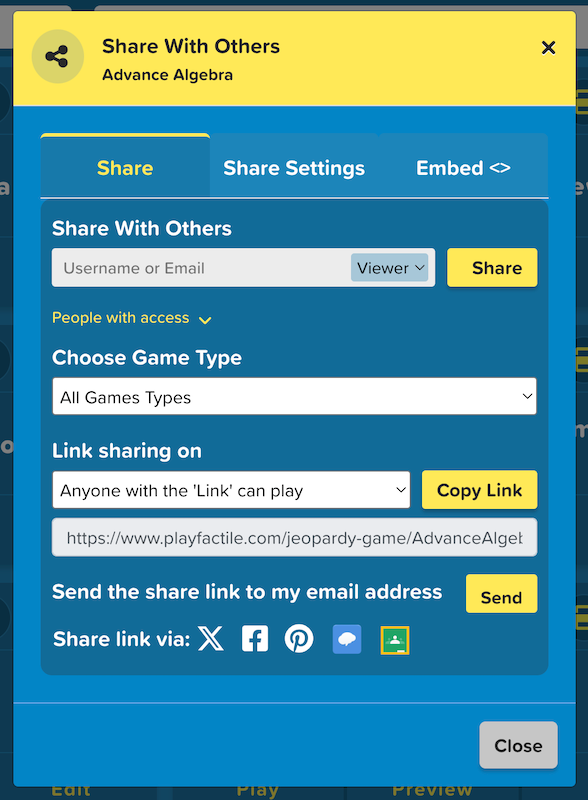 Share With Others
Advance Algebra
Share
Share Settings
Embed <>
Share With Others
Username or Email
Viewer
Share
People with access
Choose Game Type
All Games Types
Link sharing on
Anyone with the 'Link' can play
Copy Link
https://www.playfactile.com/jeopardy-game/AdvanceAlgeb
Send the share link to my email address
Send
Share link via:
Close
Edit
Play
Preview